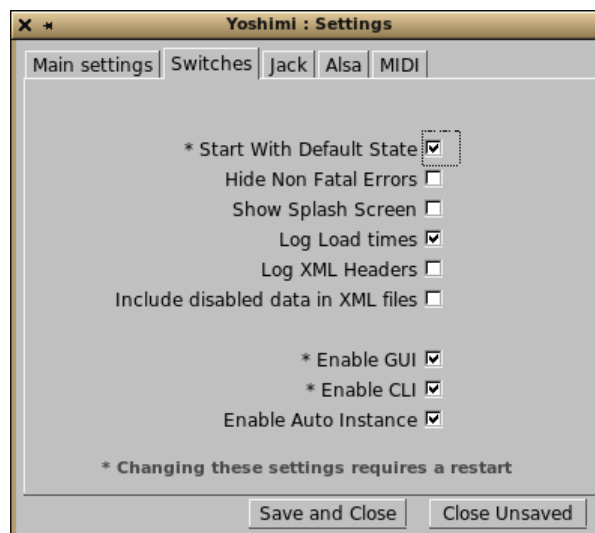 Yoshimi : Settings
Main settings Switches Jack Alsa MIDI
* Start With Default State
Hide Non Fatal Errors
Show Splash Screen
Log Load times
Log XML Headers
Include disabled data in XML files
* Enable GUI
* Enable CLI
Enable Auto Instance
* Changing these settings requires a restart
Save and Close Close Unsaved